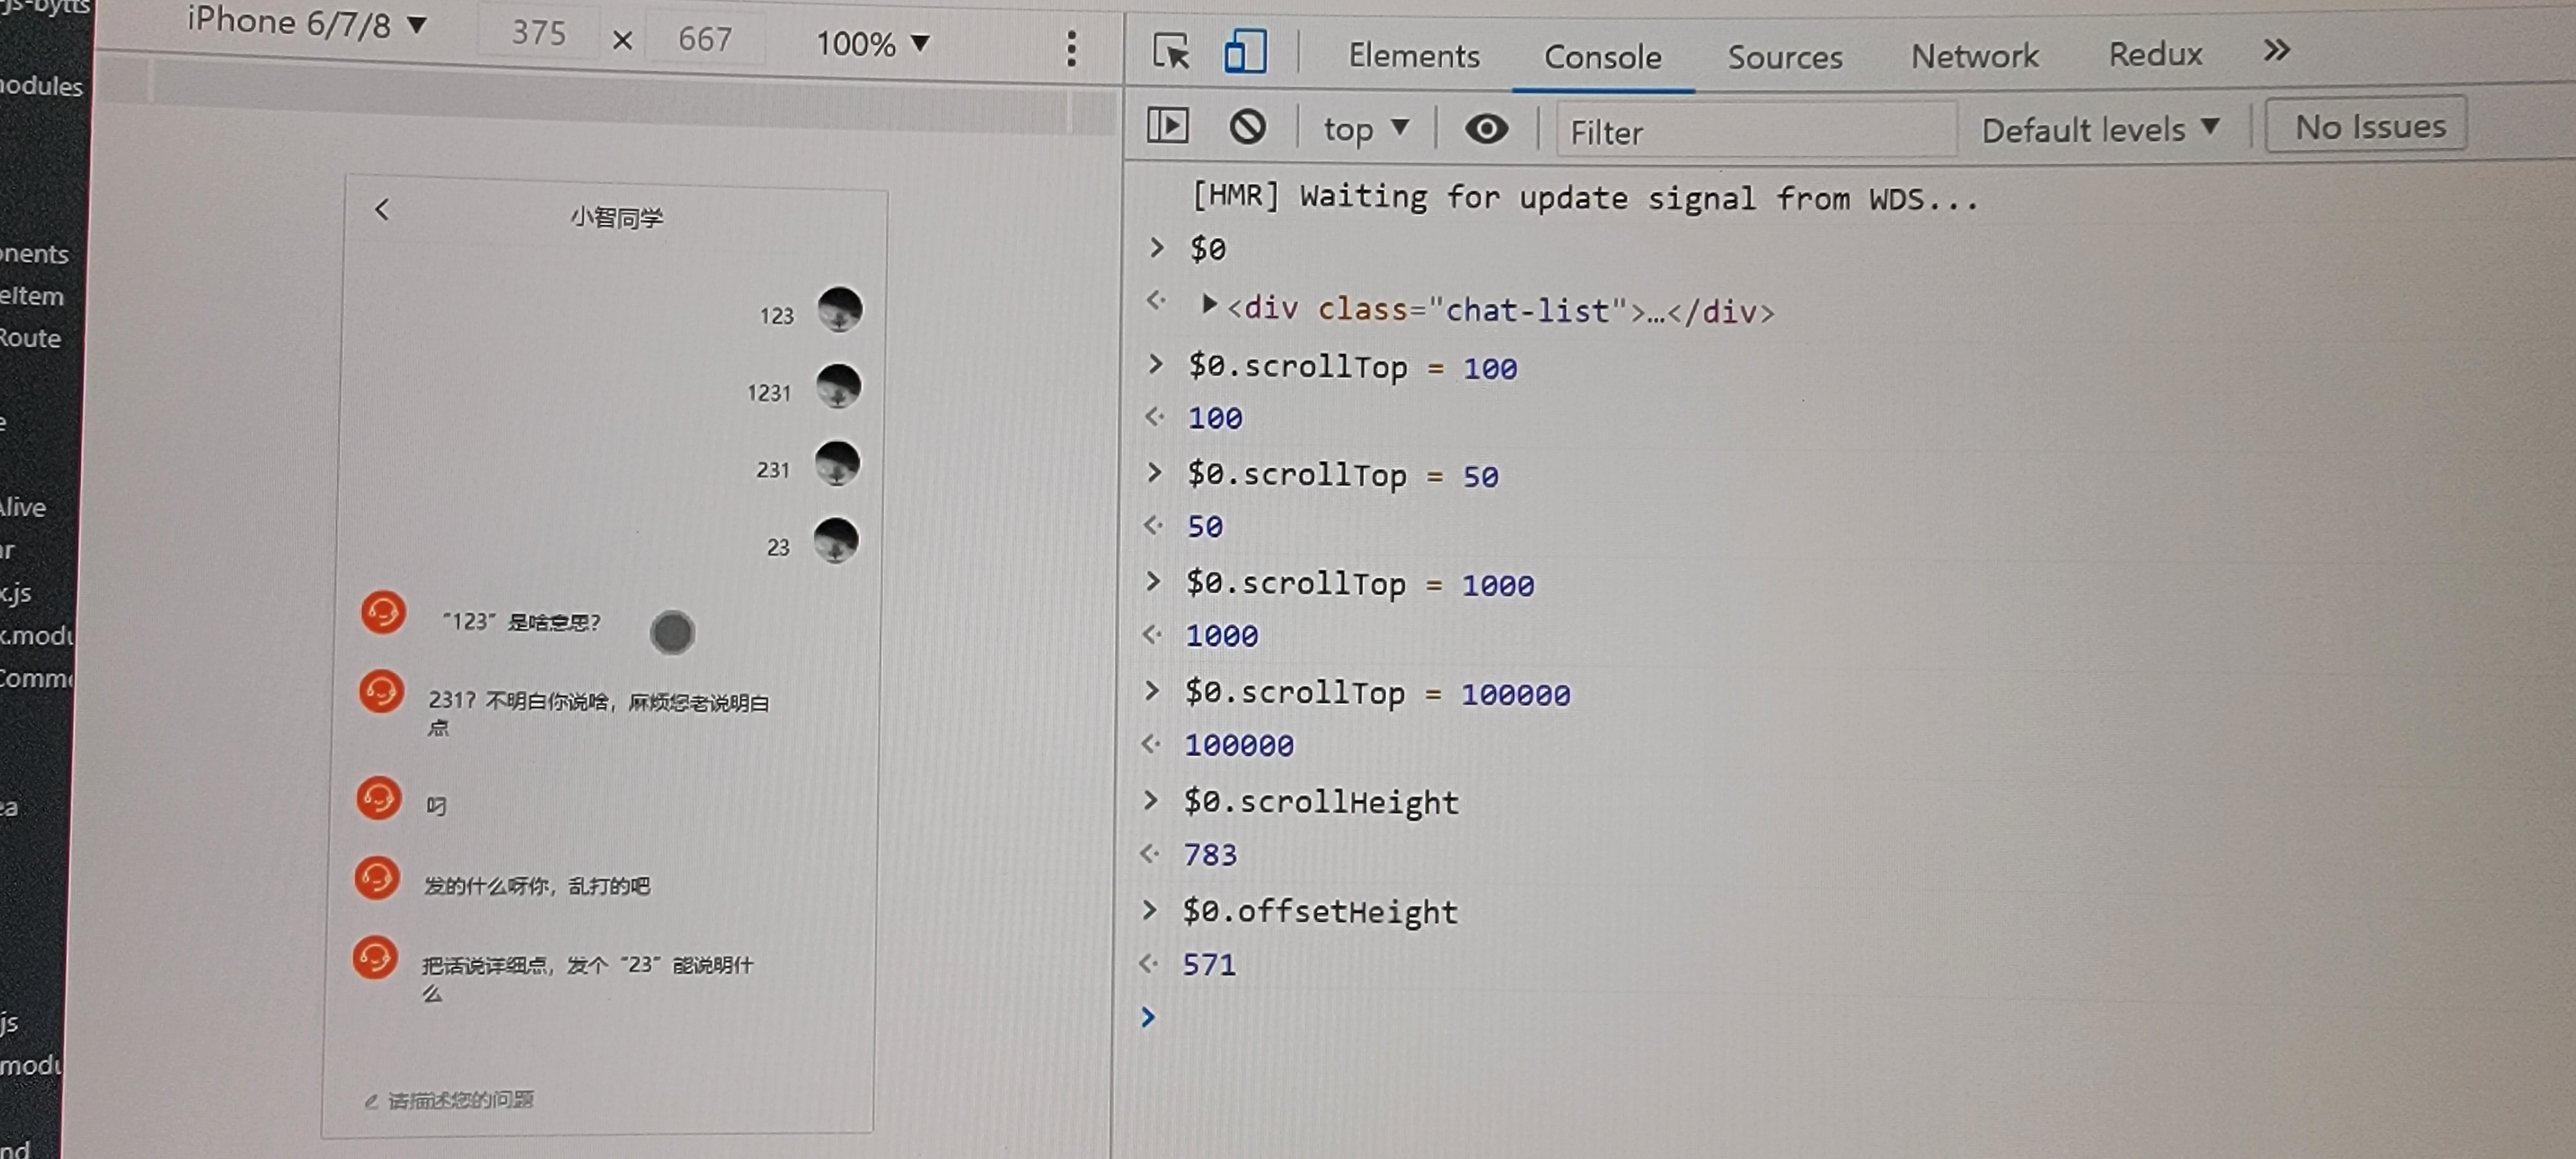 iPhone 6/7/8 ▼ 375 × 667 100% ▼
Elements Console Sources Network Redux »
top ▼ Filter Default levels ▼ No Issues
odules
nents
eItem
Route
e
Alive
ar
x.js
ea
js
nd
小智同学
123
1231
231
23
“123” 是啥意思?
231? 不明白你说啥, 麻烦您老说明白
点
叼
发的什么呀你, 乱打的吧
把话说详细点, 发个 “23” 能说明什
么
请描述您的问题
[HMR] Waiting for update signal from WDS...
> $0
<· ▶<div class="chat-list">…</div>
> $0.scrollTop = 100
<· 100
> $0.scrollTop = 50
<· 50
> $0.scrollTop = 1000
<· 1000
> $0.scrollTop = 100000
<· 100000
> $0.scrollHeight
<· 783
> $0.offsetHeight
<· 571
>